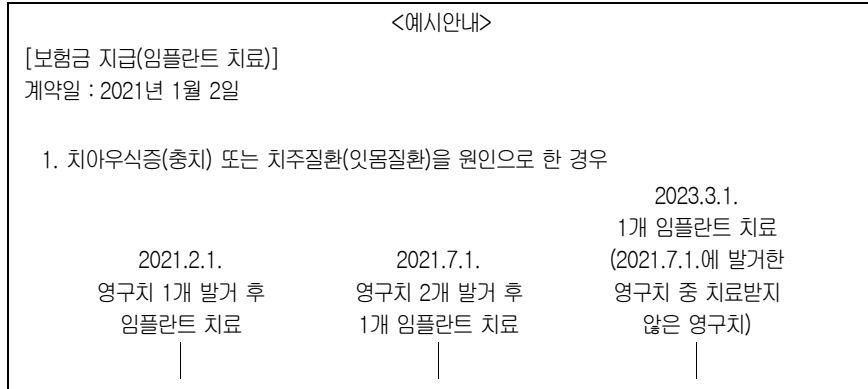 <예시안내>
[보험금 지급(임플란트 치료)]
계약일 : 2021년 1월 2일
1. 치아우식증(충치) 또는 치주질환(잇몸질환)을 원인으로 한 경우
2021.2.1.
영구치 1개 발거 후
임플란트 치료
2021.7.1.
영구치 2개 발거 후
1개 임플란트 치료
2023.3.1.
1개 임플란트 치료
(2021.7.1.에 발거한
영구치 중 치료받지
않은 영구치)